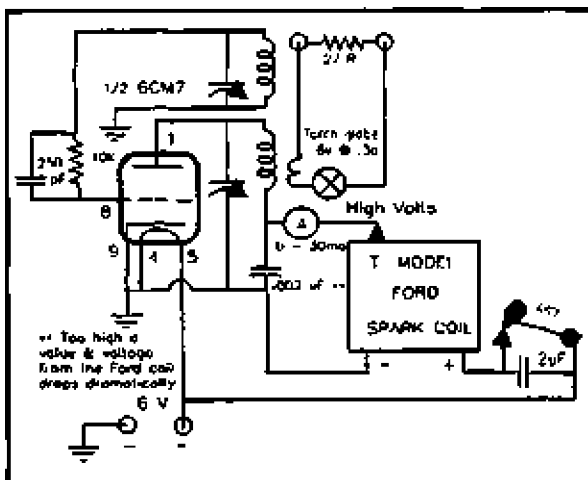 1/2 6CM7
27 R
Torch globe
6v @ .3a
250
pF
10K
1
8
9
4
5
High Volts
A
0 - 30ma
.002 uF **
T MODEL
FORD
SPARK COIL
-
+
Key
2uF
** Too high a
value & voltage
from the Ford coil
drops dramatically
6 V
-